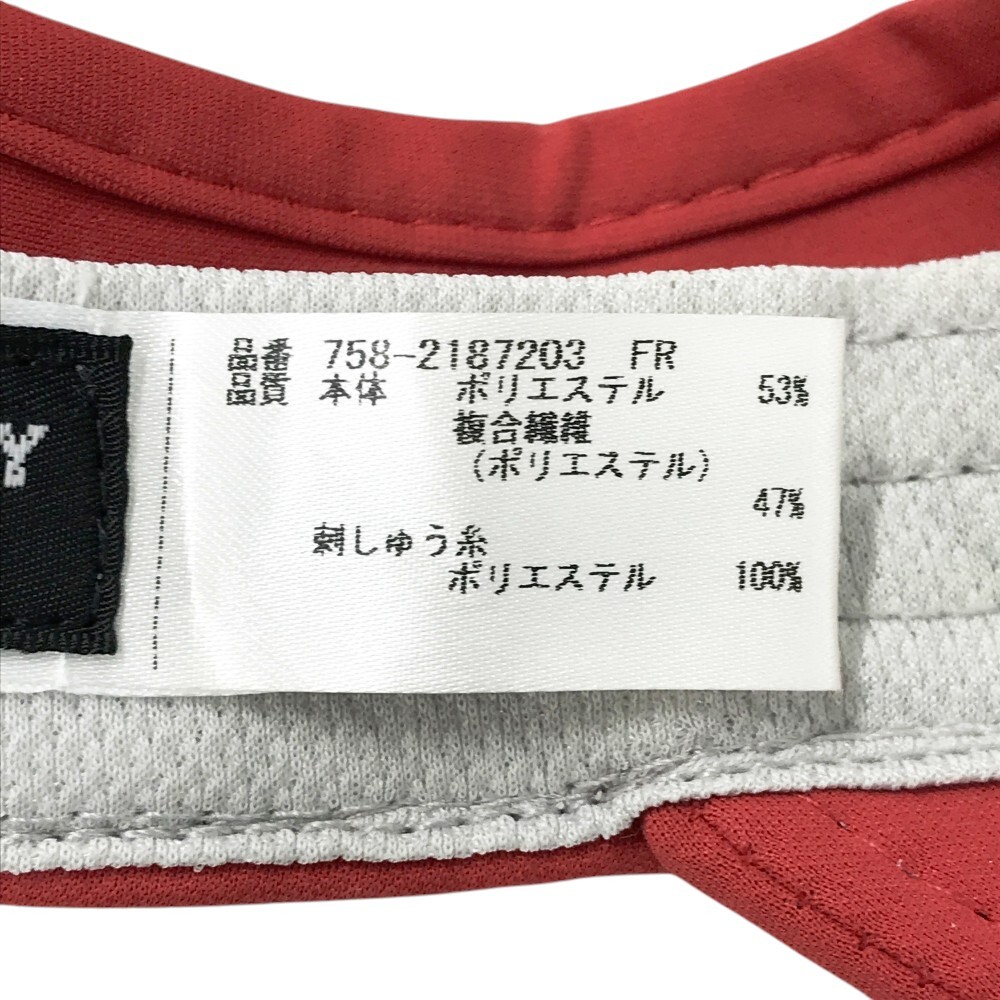 品番 758-2187203 FR
品質 本体 ポリエステル 53%
複合繊維
(ポリエステル)
47%
刺しゅう糸
ポリエステル 100%
Y